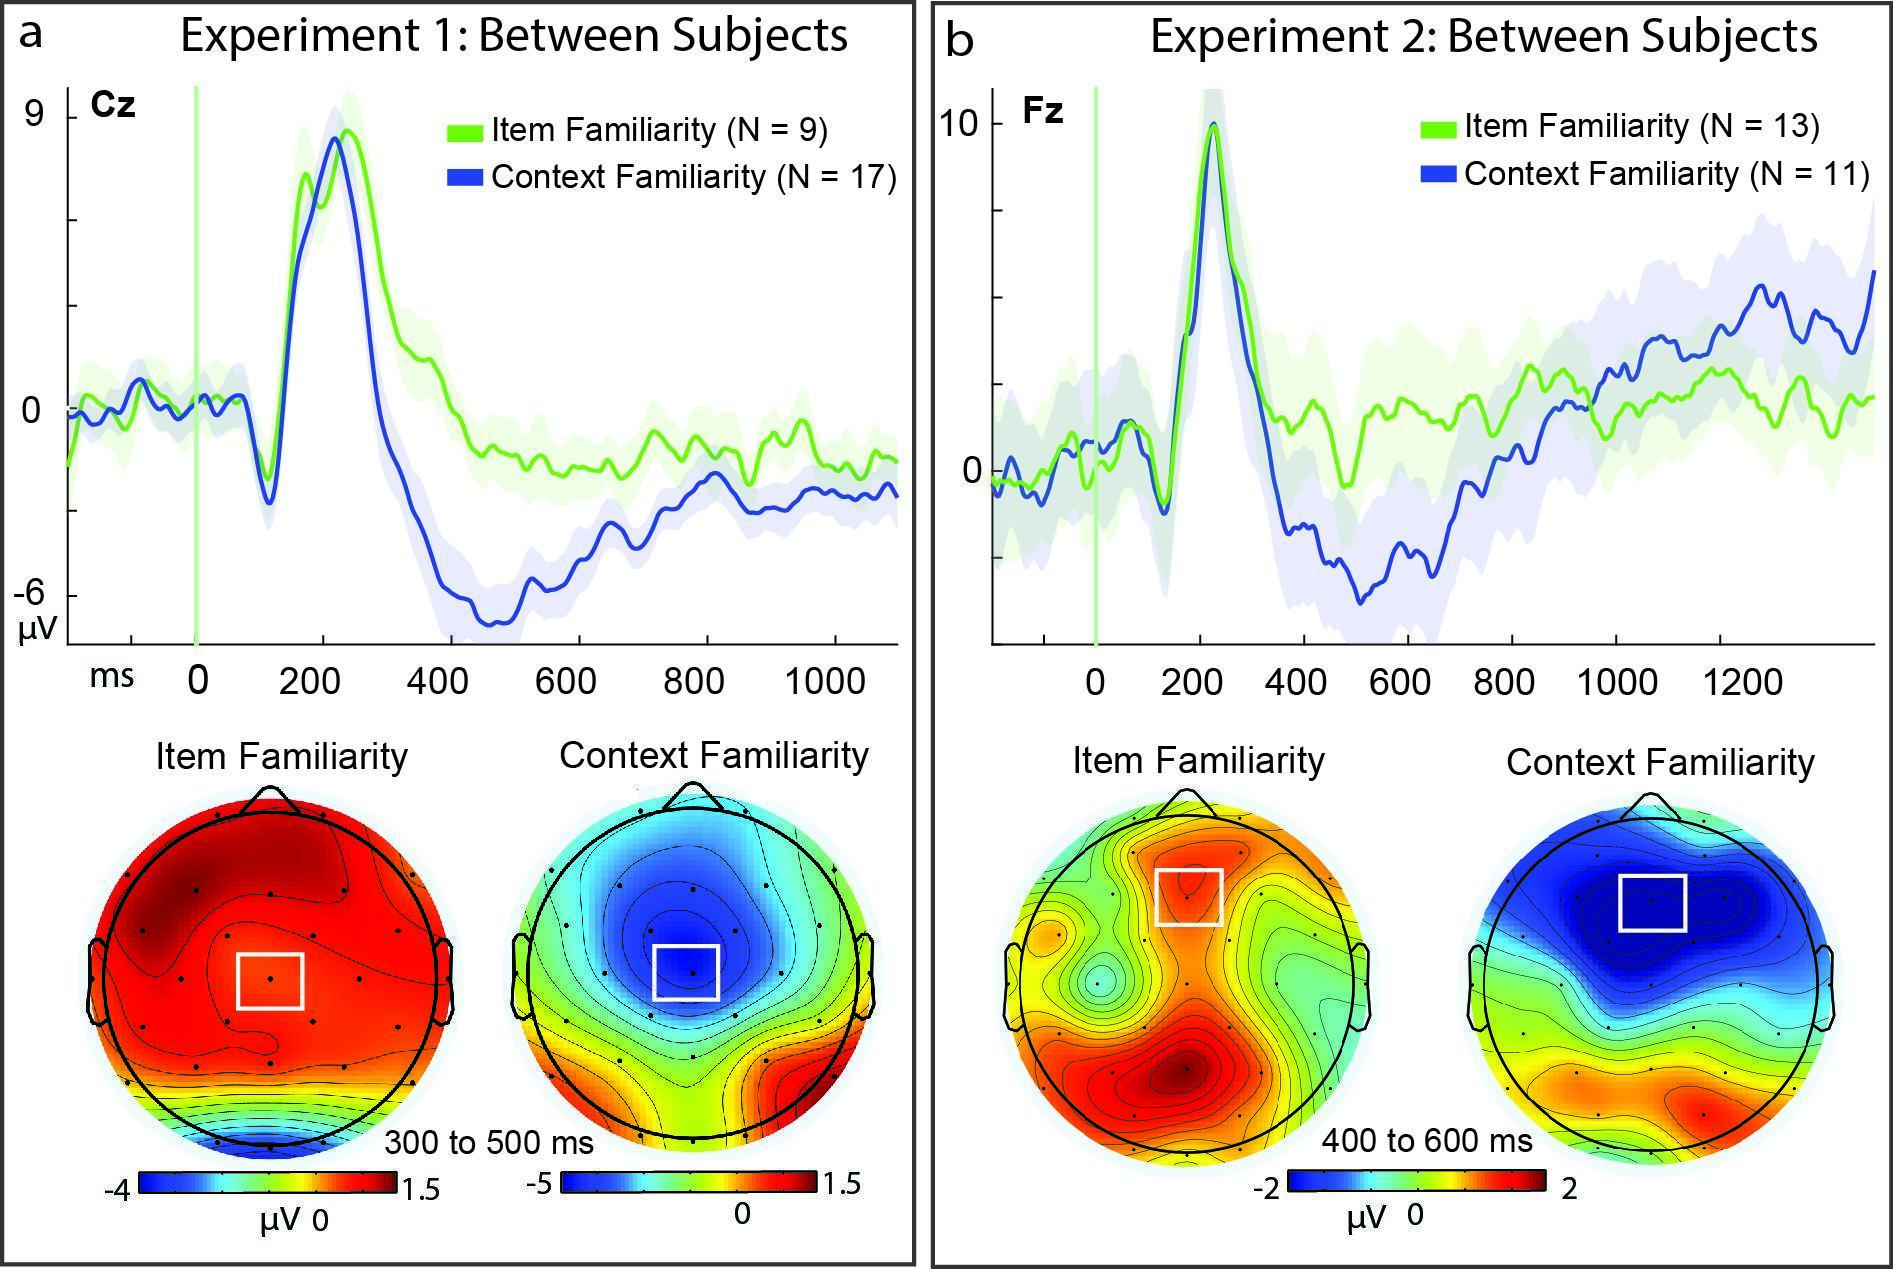 a
Experiment 1: Between Subjects
Cz
Item Familiarity (N = 9)
Context Familiarity (N = 17)
9
0
-6
μV
ms 0 200 400 600 800 1000
Item Familiarity
Context Familiarity
300 to 500 ms
-4 1.5
μV 0
-5 1.5
0
b
Experiment 2: Between Subjects
Fz
Item Familiarity (N = 13)
Context Familiarity (N = 11)
10
0
0 200 400 600 800 1000 1200
Item Familiarity
Context Familiarity
400 to 600 ms
-2 2
μV 0